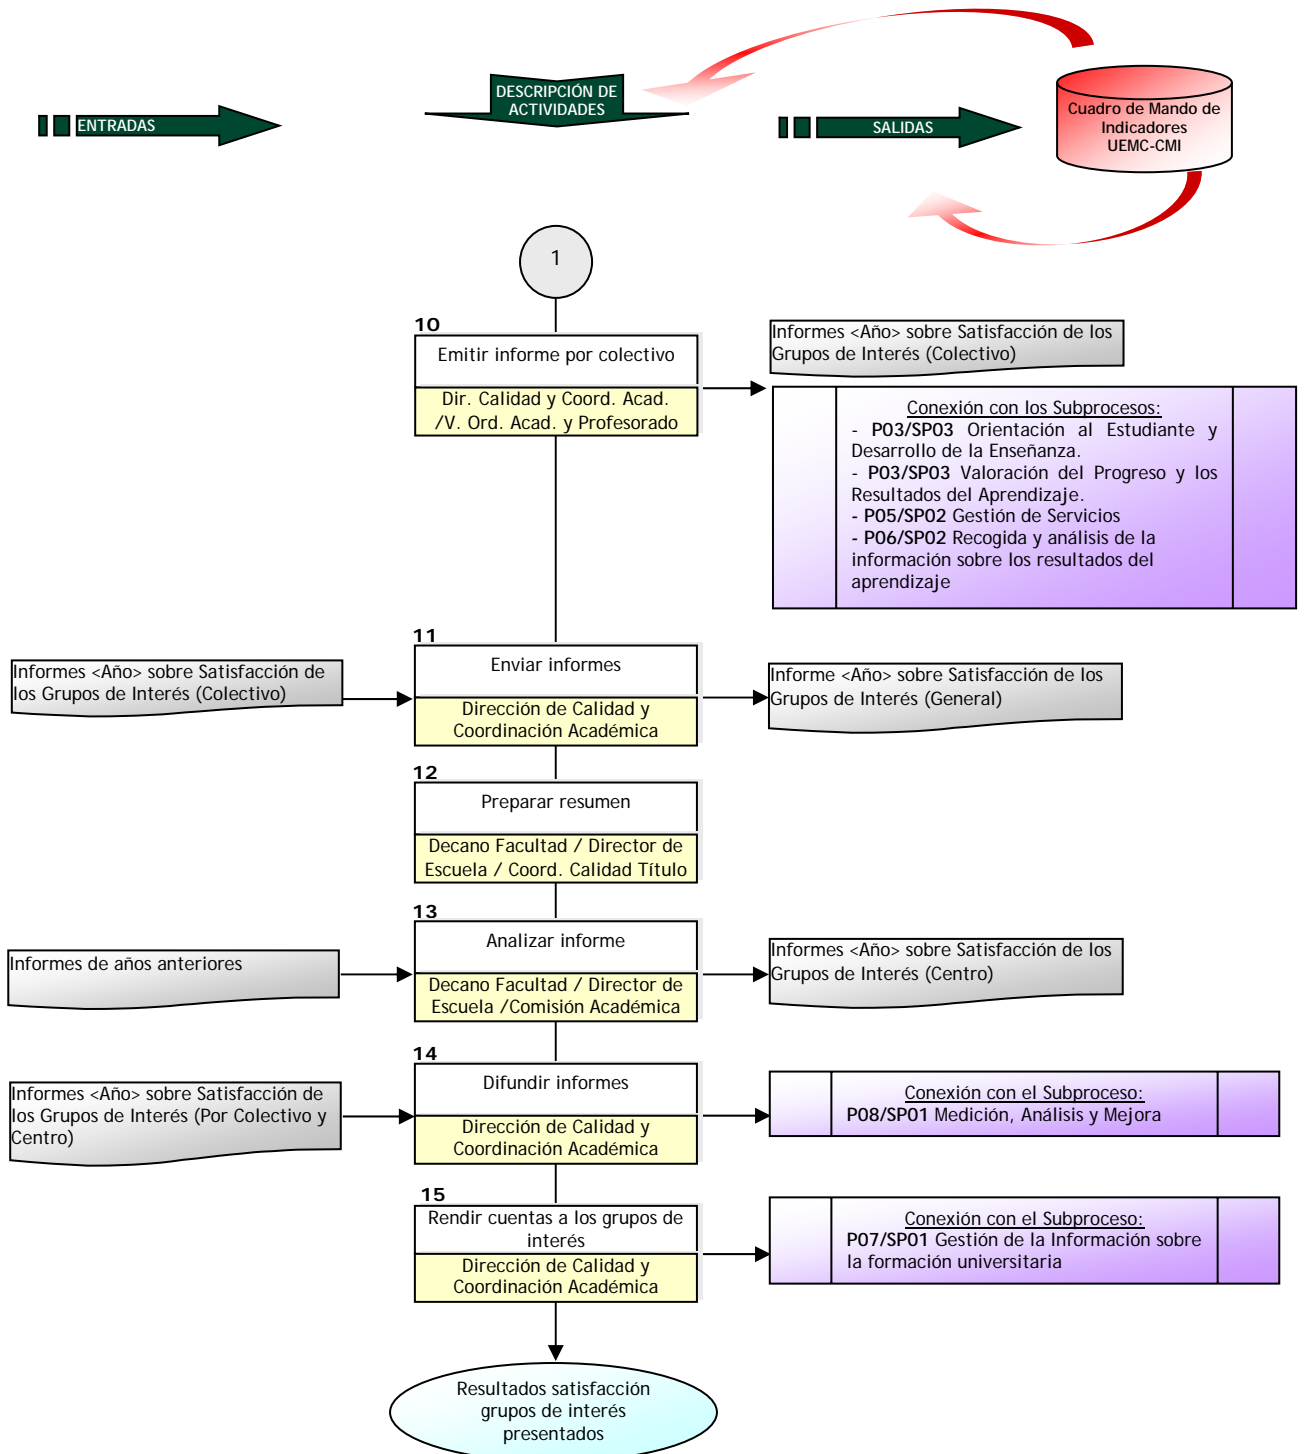 DESCRIPCIÓN DE
ACTIVIDADES
ENTRADAS
SALIDAS
Cuadro de Mando de
Indicadores
UEMC-CMI
1
10
Emitir informe por colectivo
Dir. Calidad y Coord. Acad.
/V. Ord. Acad. y Profesorado
Informes <Año> sobre Satisfacción de los
Grupos de Interés (Colectivo)
Conexión con los Subprocesos:
- P03/SP03 Orientación al Estudiante y
Desarrollo de la Enseñanza.
- P03/SP03 Valoración del Progreso y los
Resultados del Aprendizaje.
- P05/SP02 Gestión de Servicios
- P06/SP02 Recogida y análisis de la
información sobre los resultados del
aprendizaje
11
Informes <Año> sobre Satisfacción de
los Grupos de Interés (Colectivo)
Enviar informes
Dirección de Calidad y
Coordinación Académica
Informe <Año> sobre Satisfacción de los
Grupos de Interés (General)
12
Preparar resumen
Decano Facultad / Director de
Escuela / Coord. Calidad Título
13
Informes de años anteriores
Analizar informe
Decano Facultad / Director de
Escuela /Comisión Académica
Informes <Año> sobre Satisfacción de los
Grupos de Interés (Centro)
14
Informes <Año> sobre Satisfacción de
los Grupos de Interés (Por Colectivo y
Centro)
Difundir informes
Dirección de Calidad y
Coordinación Académica
Conexión con el Subproceso:
P08/SP01 Medición, Análisis y Mejora
15
Rendir cuentas a los grupos de
interés
Dirección de Calidad y
Coordinación Académica
Conexión con el Subproceso:
P07/SP01 Gestión de la Información sobre
la formación universitaria
Resultados satisfacción
grupos de interés
presentados